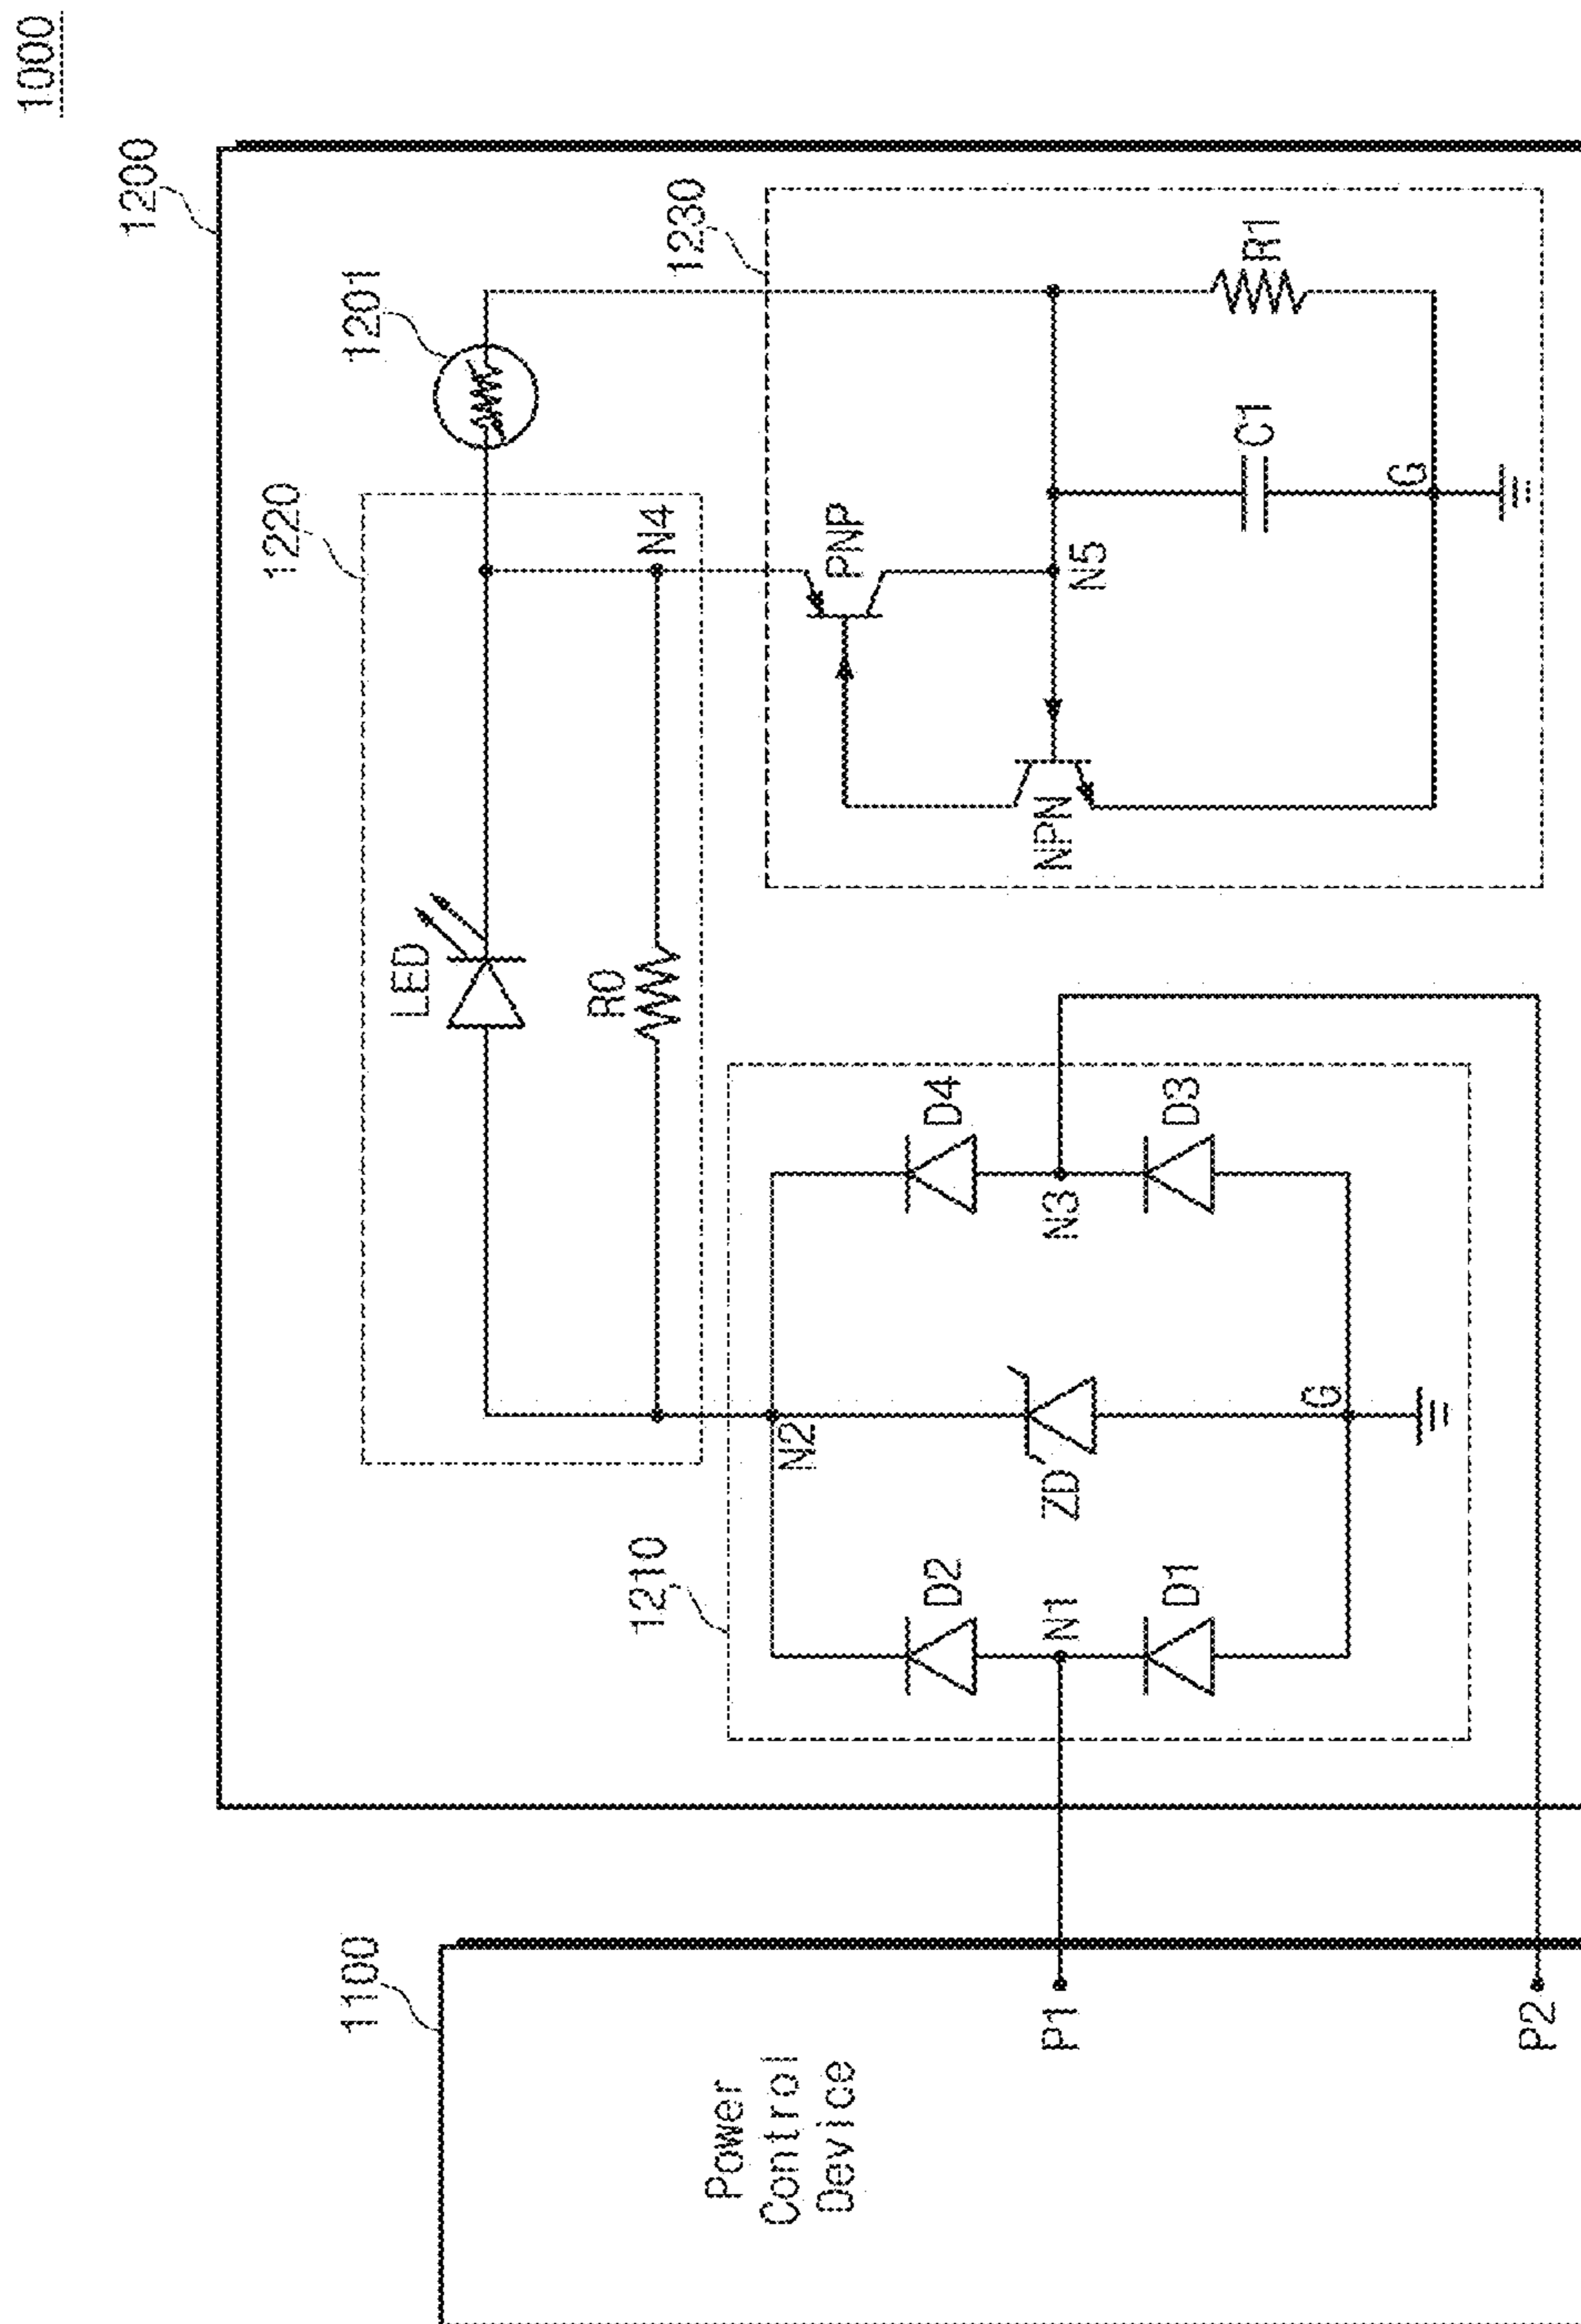 1000
1200
1201
1220
1230
N4
LED
R0
PNP
N5
NPN
C1
R1
G
1210
N2
D2
D4
ZD
N1
N3
D1
D3
G
1100
Power
Control
Device
P1
P2